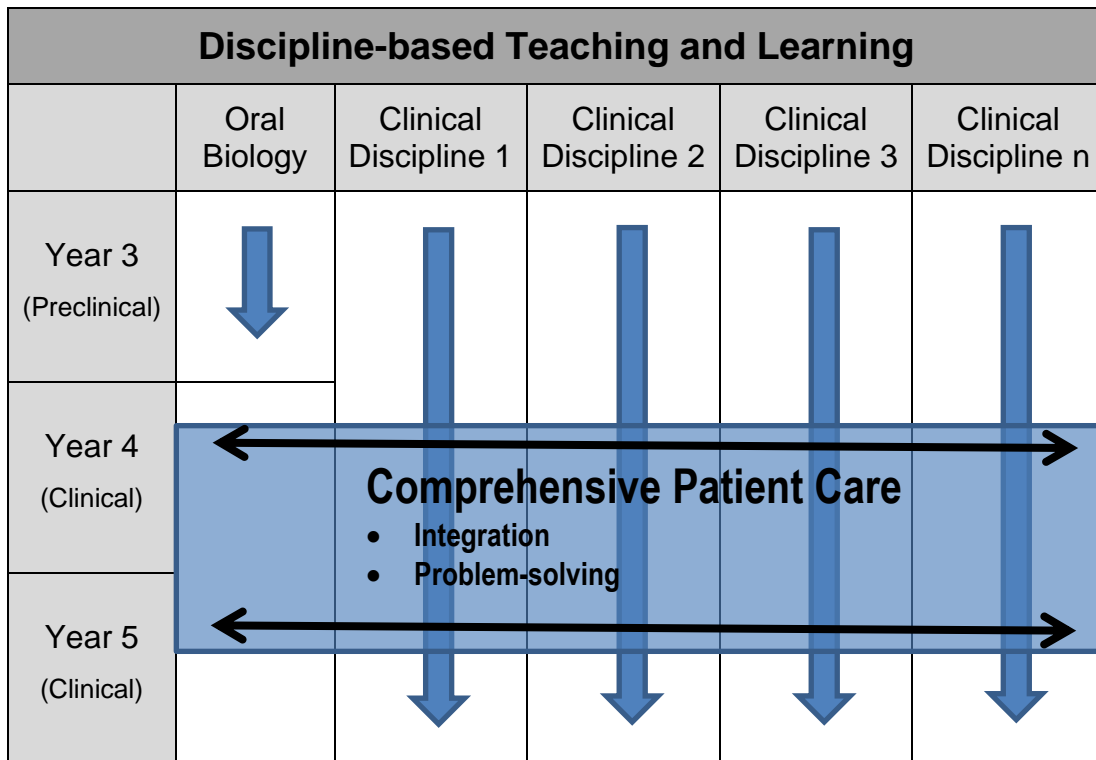 Discipline-based Teaching and Learning
Oral
Biology
Clinical
Discipline 1
Clinical
Discipline 2
Clinical
Discipline 3
Clinical
Discipline n
Year 3
(Preclinical)
Year 4
(Clinical)
Comprehensive Patient Care
• Integration
• Problem-solving
Year 5
(Clinical)